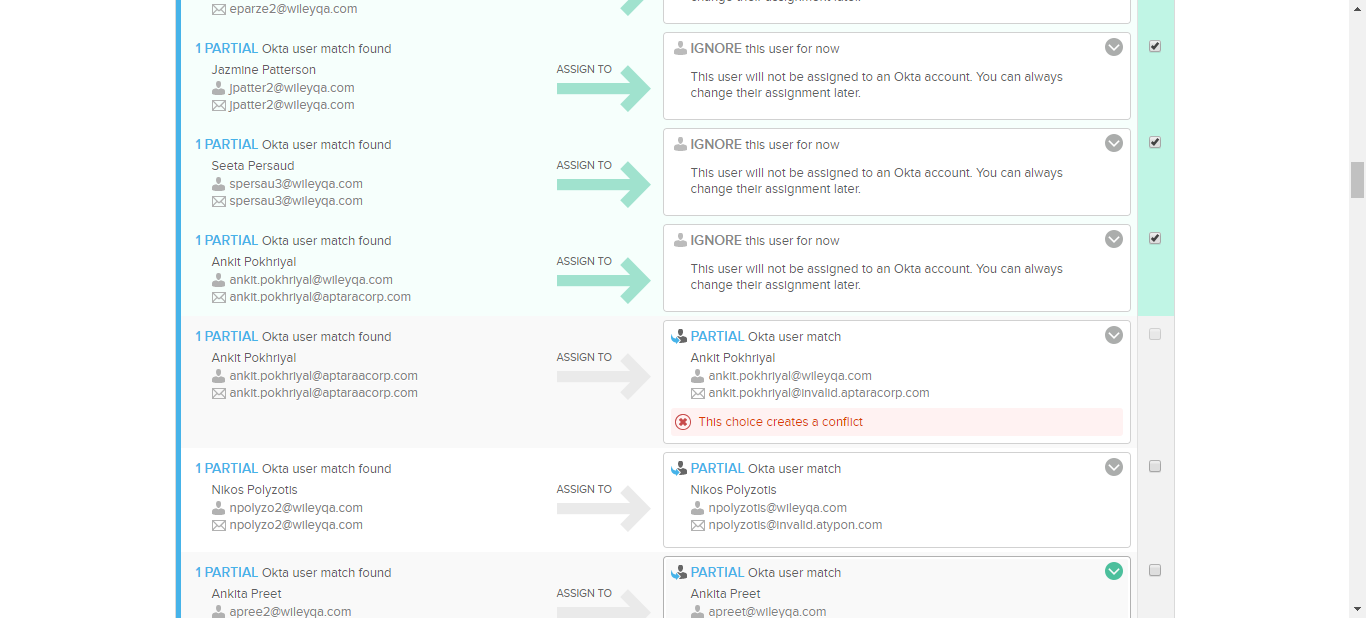 change their assignment later.
eparze2@wileyqa.com
1 PARTIAL Okta user match found
Jazmine Patterson
jpatter2@wileyqa.com
jpatter2@wileyqa.com
ASSIGN TO
IGNORE this user for now
This user will not be assigned to an Okta account. You can always
change their assignment later.
1 PARTIAL Okta user match found
Seeta Persaud
spersau3@wileyqa.com
spersau3@wileyqa.com
ASSIGN TO
IGNORE this user for now
This user will not be assigned to an Okta account. You can always
change their assignment later.
1 PARTIAL Okta user match found
Ankit Pokhriyal
ankit.pokhriyal@wileyqa.com
ankit.pokhriyal@aptaracorp.com
ASSIGN TO
IGNORE this user for now
This user will not be assigned to an Okta account. You can always
change their assignment later.
1 PARTIAL Okta user match found
Ankit Pokhriyal
ankit.pokhriyal@aptaraacorp.com
ankit.pokhriyal@aptaraacorp.com
ASSIGN TO
PARTIAL Okta user match
Ankit Pokhriyal
ankit.pokhriyal@wileyqa.com
ankit.pokhriyal@invalid.aptaracorp.com
This choice creates a conflict
1 PARTIAL Okta user match found
Nikos Polyzotis
npolyzo2@wileyqa.com
npolyzo2@wileyqa.com
ASSIGN TO
PARTIAL Okta user match
Nikos Polyzotis
npolyzotis@wileyqa.com
npolyzotis@invalid.atypon.com
1 PARTIAL Okta user match found
Ankita Preet
apree2@wileyqa.com
ASSIGN TO
PARTIAL Okta user match
Ankita Preet
apreet@wileyqa.com